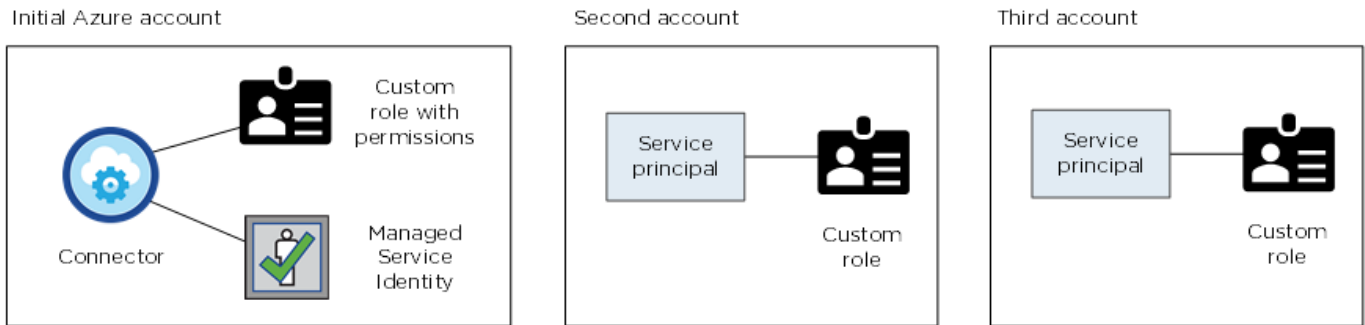 Initial Azure account
Custom
role with
permissions
Connector
Managed
Service
Identity
Second account
Service
principal
Custom
role
Third account
Service
principal
Custom
role